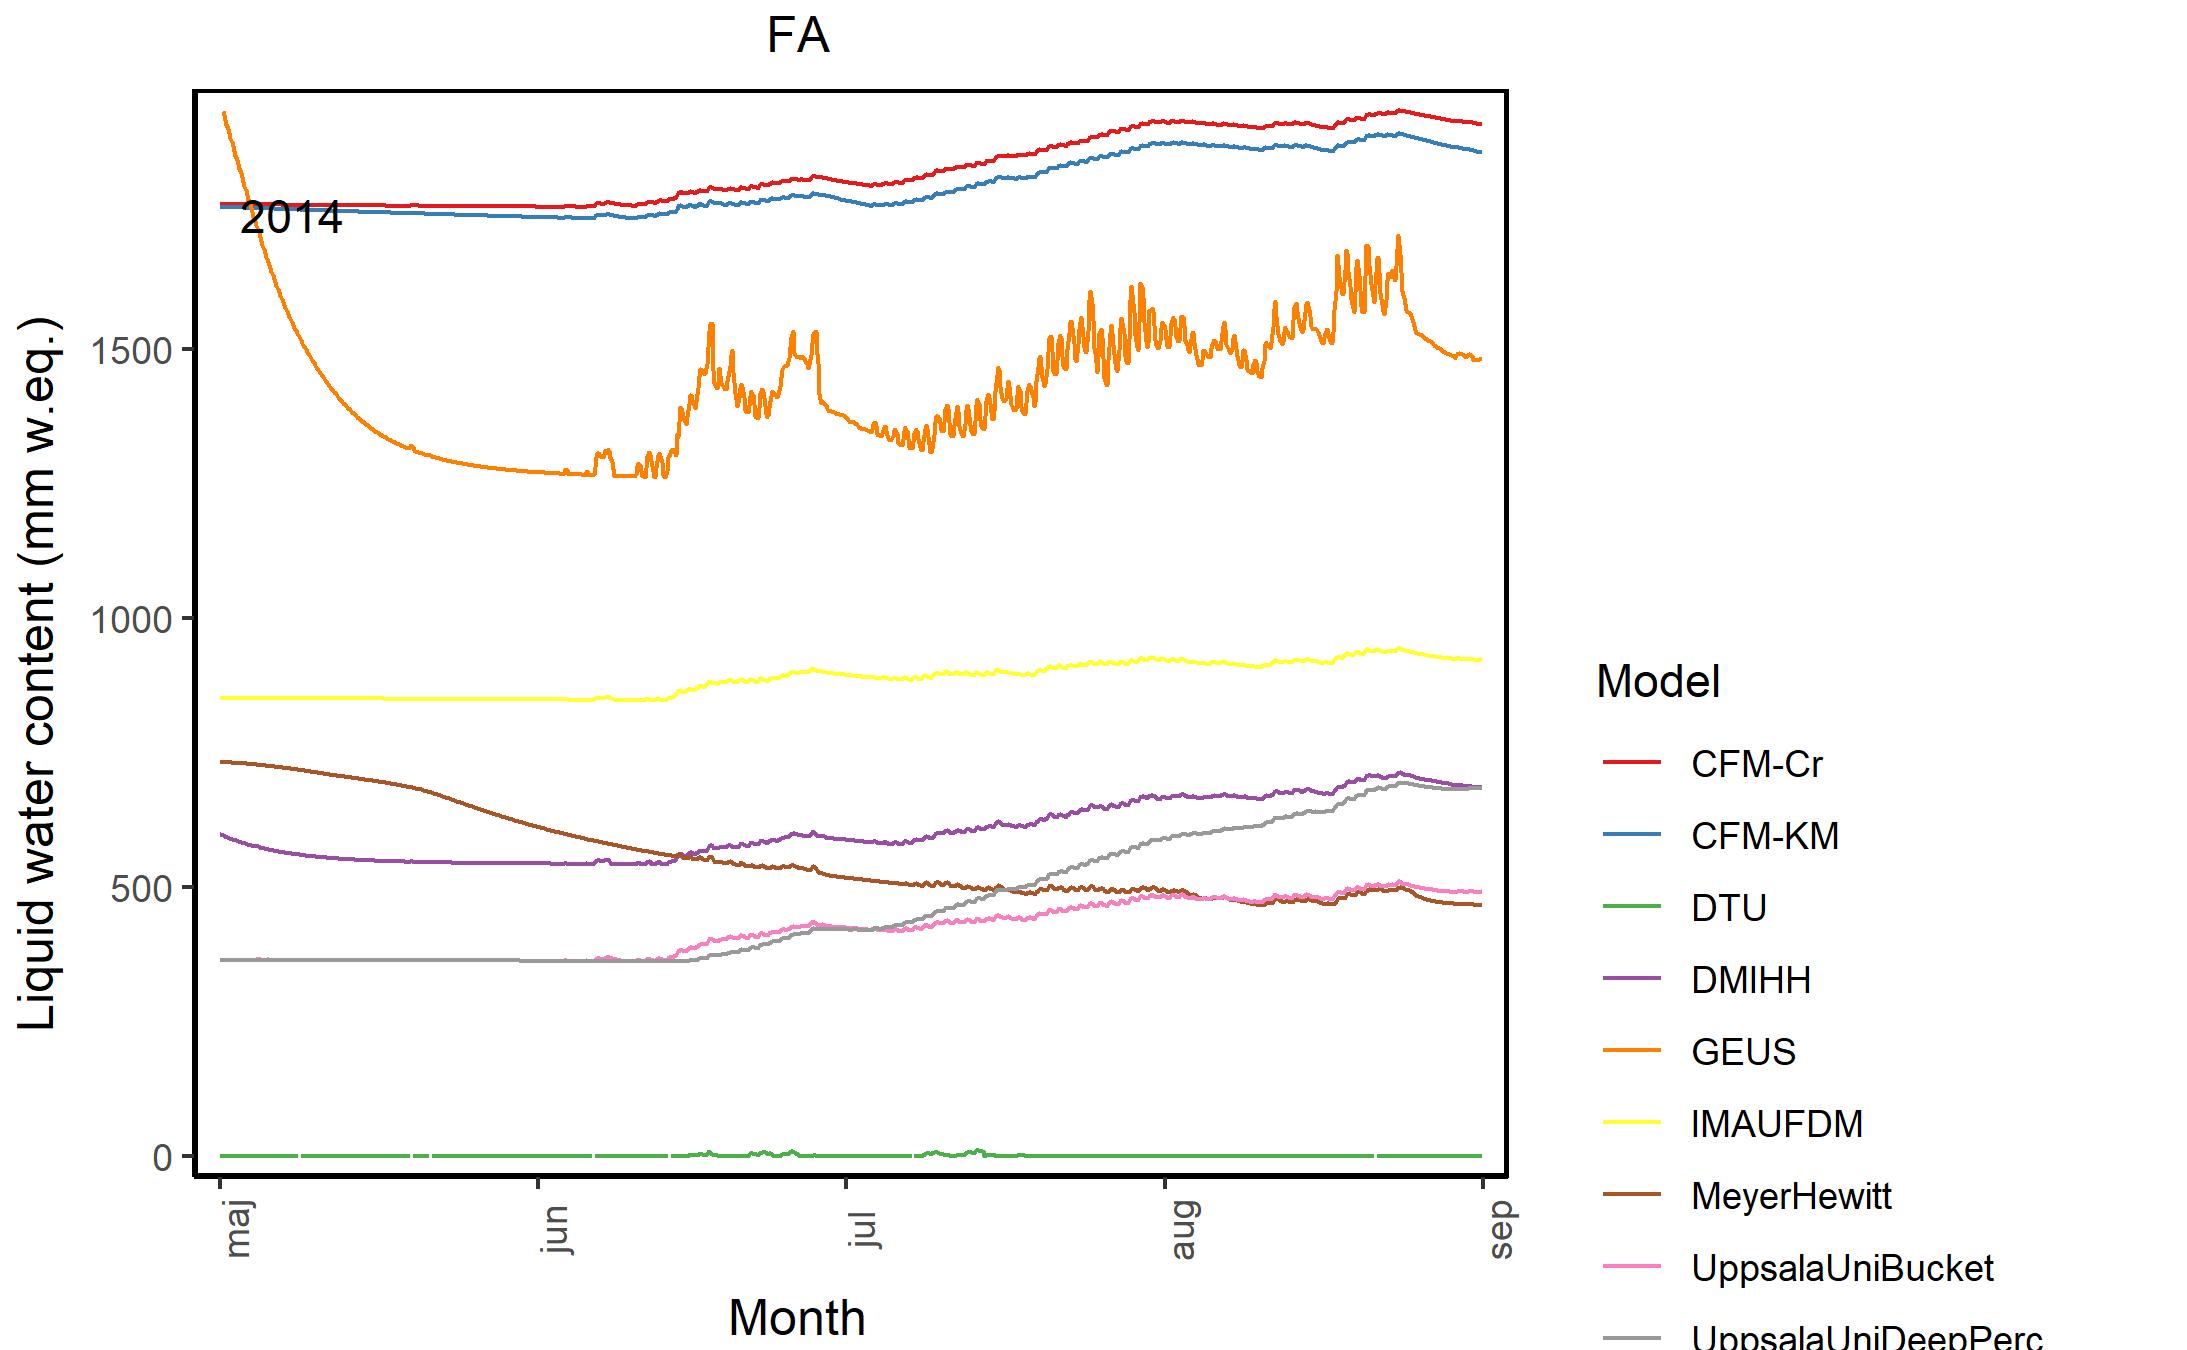 FA
2014
Liquid water content (mm w.eq.)
1500
1000
500
0
maj
jun
jul
aug
sep
Month
Model
CFM-Cr
CFM-KM
DTU
DMIHH
GEUS
IMAUFDM
MeyerHewitt
UppsalaUniBucket
UppsalaUniDeepPerc